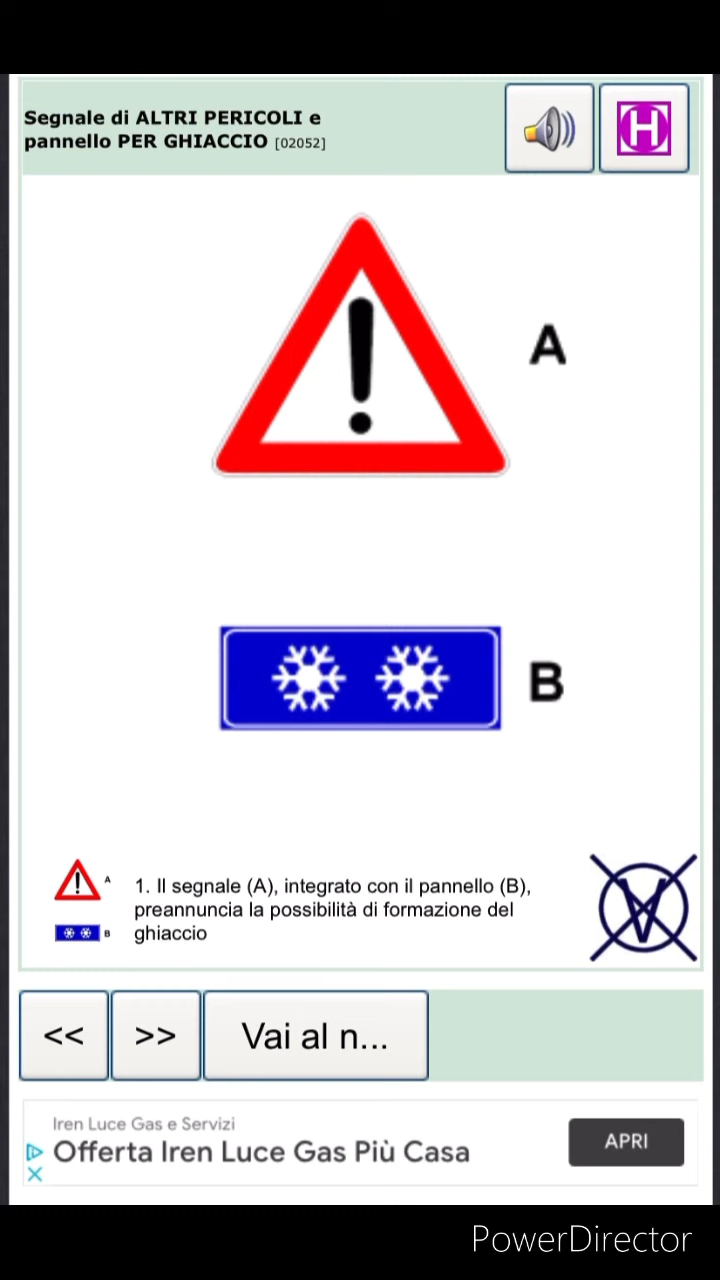 Segnale di ALTRI PERICOLI e
pannello PER GHIACCIO [02052]
H
A
B
A
B
1. Il segnale (A), integrato con il pannello (B),
preannuncia la possibilità di formazione del
ghiaccio
V
<<
>>
Vai al n...
Iren Luce Gas e Servizi
Offerta Iren Luce Gas Più Casa
APRI
PowerDirector